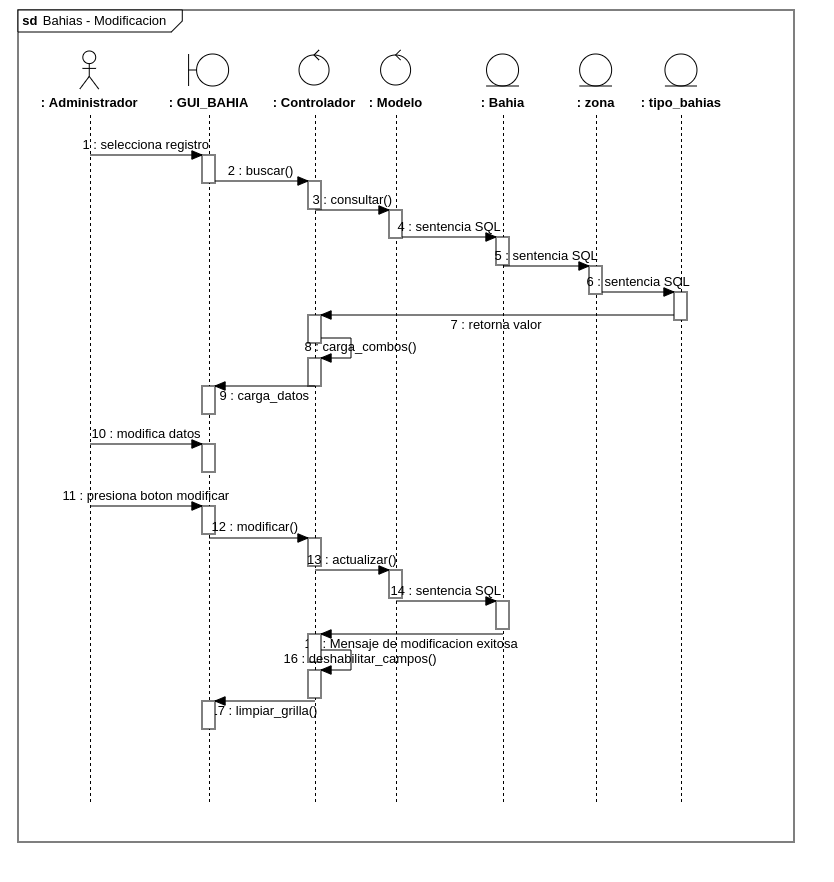 sd Bahias - Modificacion
: Administrador
: GUI_BAHIA
: Controlador
: Modelo
: Bahia
: zona
: tipo_bahias
1 : selecciona registro
2 : buscar()
3 : consultar()
4 : sentencia SQL
5 : sentencia SQL
6 : sentencia SQL
7 : retorna valor
8 : carga_combos()
9 : carga_datos
10 : modifica datos
11 : presiona boton modificar
12 : modificar()
13 : actualizar()
14 : sentencia SQL
: Mensaje de modificacion exitosa
16 : deshabilitar_campos()
17 : limpiar_grilla()